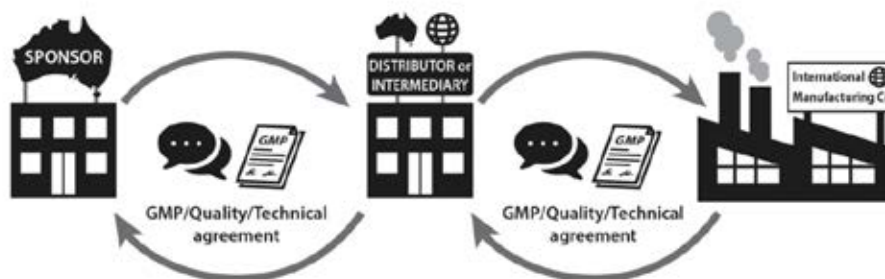 SPONSOR
DISTRIBUTOR or
INTERMEDIARY
International
Manufacturing C
GMP
GMP/Quality/Technical
agreement
GMP
GMP/Quality/Technical
agreement